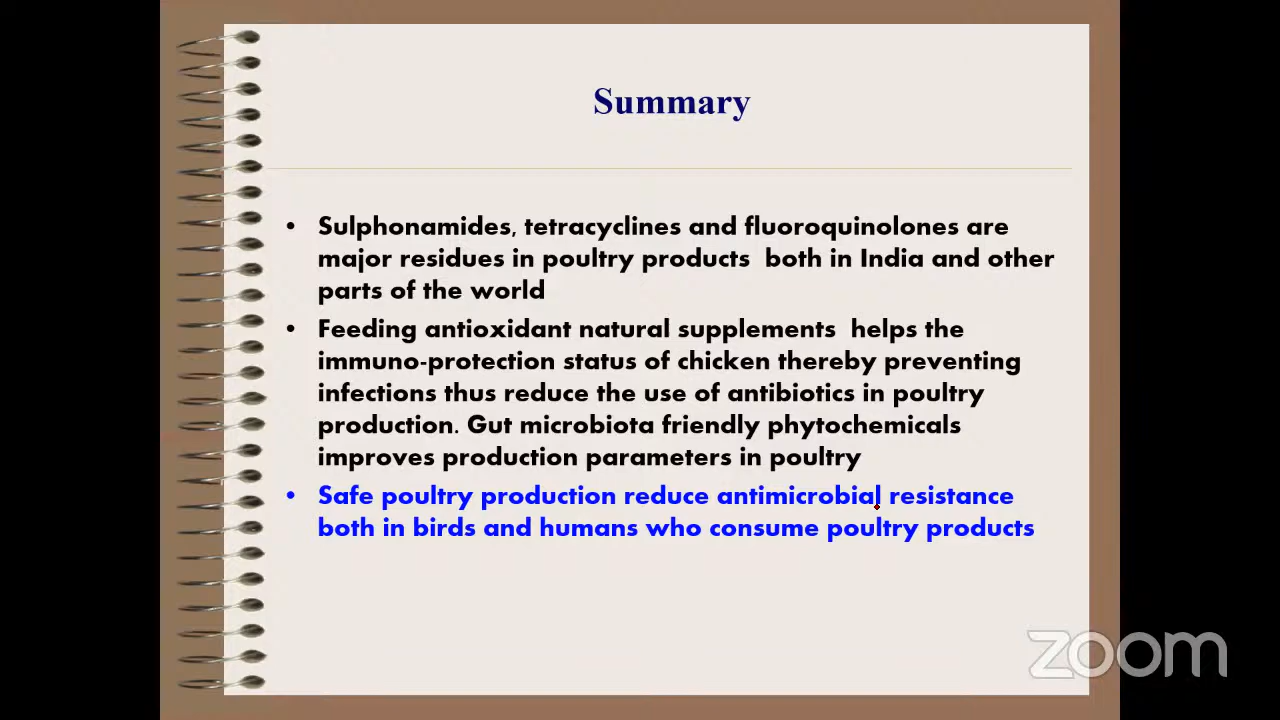 Summary
• Sulphonamides, tetracyclines and fluoroquinolones are
major residues in poultry products  both in India and other
parts of the world
• Feeding antioxidant natural supplements  helps the
immuno-protection status of chicken thereby preventing
infections thus reduce the use of antibiotics in poultry
production. Gut microbiota friendly phytochemicals
improves production parameters in poultry
• Safe poultry production reduce antimicrobial resistance
both in birds and humans who consume poultry products
zoom